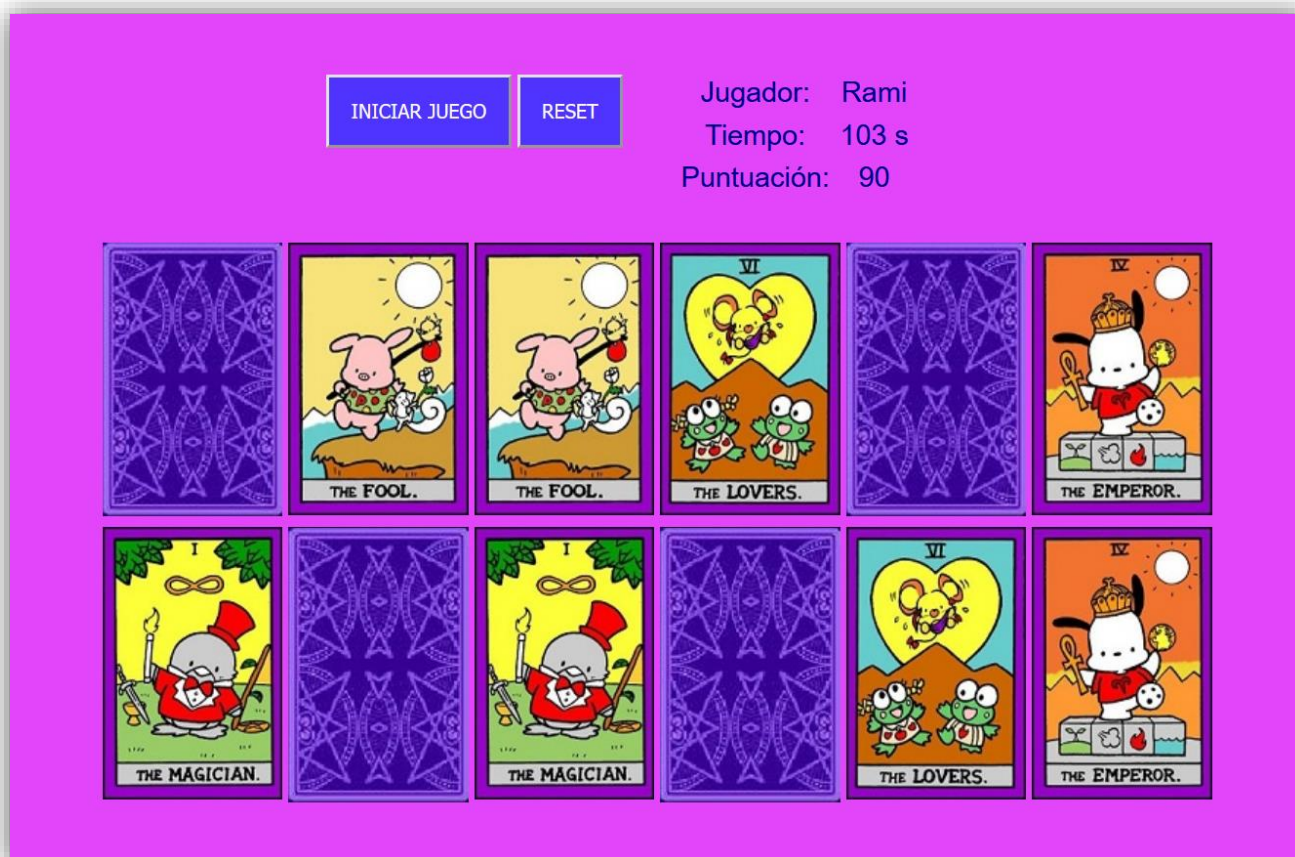 INICIAR JUEGO RESET
Jugador: Rami
Tiempo: 103 s
Puntuación: 90
VI
IV
THE FOOL.
THE FOOL.
THE LOVERS.
THE EMPEROR.
I
I
VI
IV
THE MAGICIAN.
THE MAGICIAN.
THE LOVERS.
THE EMPEROR.